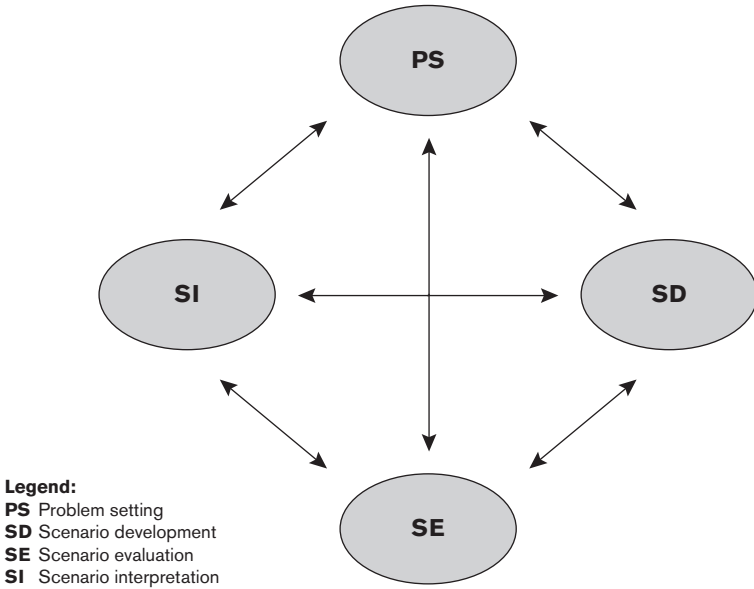 PS
SI
SD
SE
Legend:
PS Problem setting
SD Scenario development
SE Scenario evaluation
SI Scenario interpretation